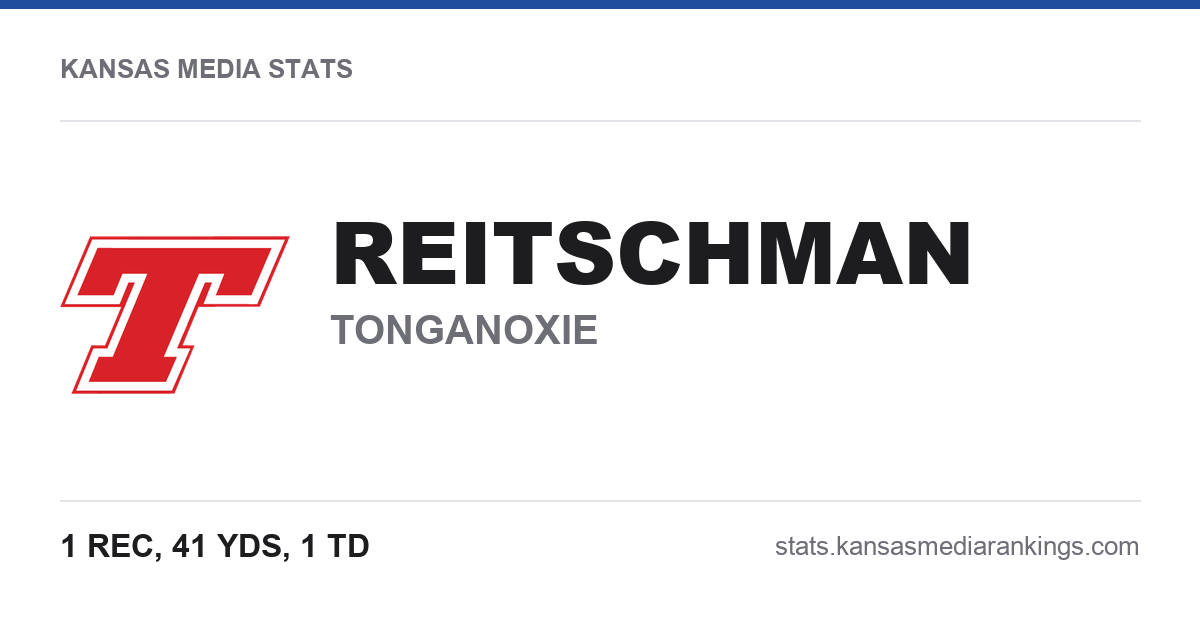 KANSAS MEDIA STATS
T
REITSCHMAN
TONGANOXIE
1 REC, 41 YDS, 1 TD
stats.kansasmediarankings.com